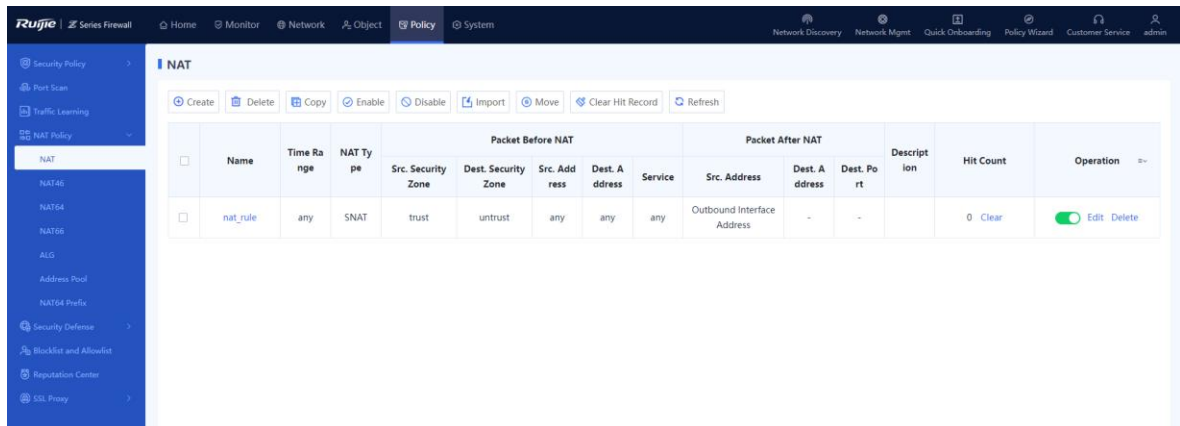 Ruijie | Z Series Firewall
Home
Monitor
Network
Object
Policy
System
Network Discovery
Network Mgmt
Quick Onboarding
Policy Wizard
Customer Service
admin
Security Policy
Port Scan
Traffic Learning
NAT Policy
NAT
NAT46
NAT64
NAT66
ALG
Address Pool
NAT64 Prefix
Security Defense
Blocklist and Allowlist
Reputation Center
SSL Proxy
NAT
Create
Delete
Copy
Enable
Disable
Import
Move
Clear Hit Record
Refresh
Name
Time Ra
nge
NAT Ty
pe
Packet Before NAT
Src. Security
Zone
Dest. Security
Zone
Src. Add
ress
Dest. A
ddress
Service
Packet After NAT
Src. Address
Dest. A
ddress
Dest. Po
rt
Descript
ion
Hit Count
Operation
nat_rule
any
SNAT
trust
untrust
any
any
any
Outbound Interface
Address
-
-
0 Clear
Edit Delete